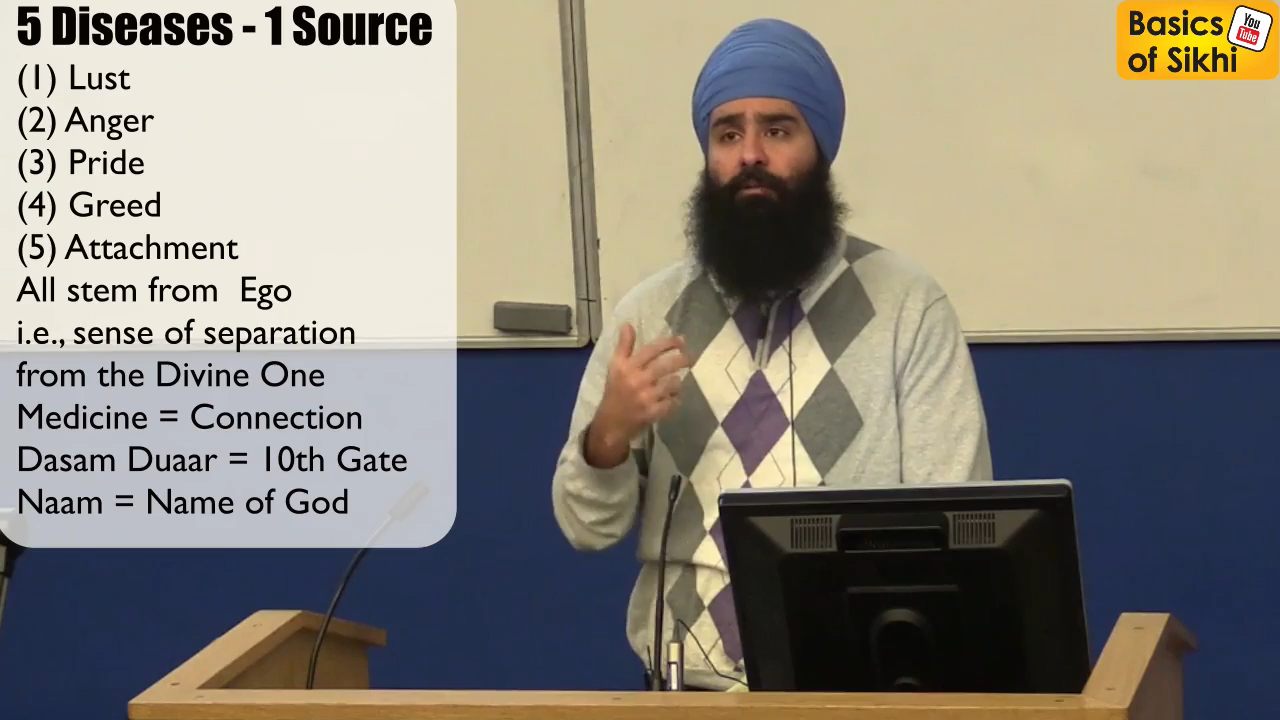 5 Diseases - 1 Source
(1) Lust
(2) Anger
(3) Pride
(4) Greed
(5) Attachment
All stem from Ego
i.e., sense of separation
from the Divine One
Medicine = Connection
Dasam Duaar = 10th Gate
Naam = Name of God
Basics
of Sikhi
You
Tube